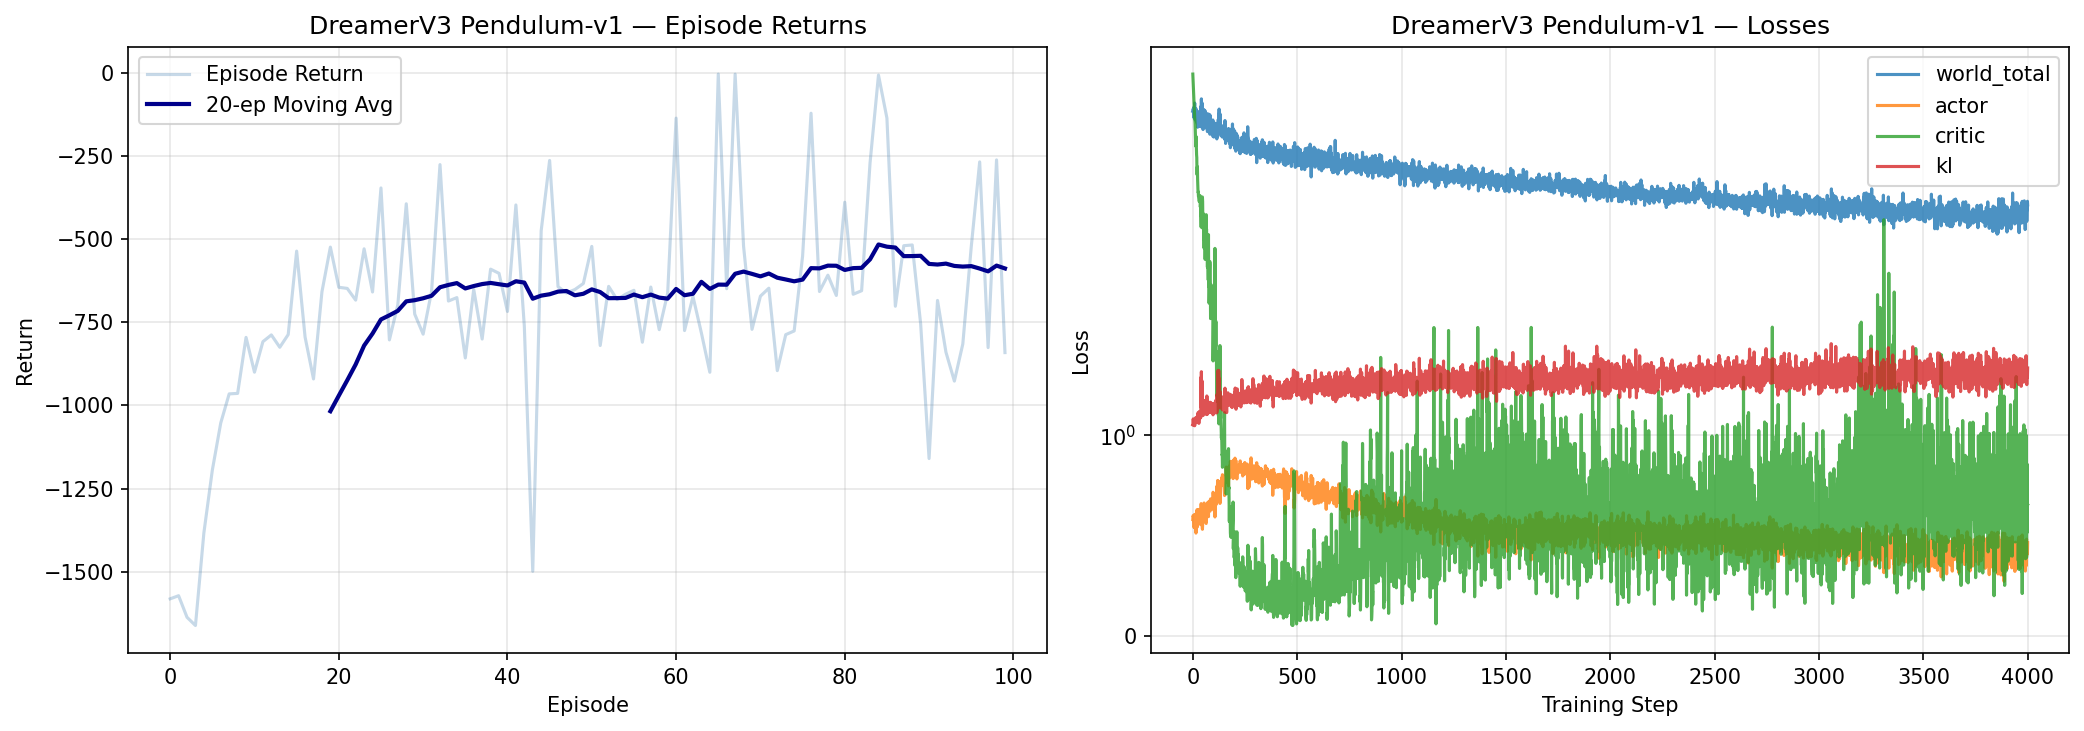 DreamerV3 Pendulum-v1 — Episode Returns
Episode Return
20-ep Moving Avg
0
−250
−500
−750
−1000
−1250
−1500
Return
0
20
40
60
80
100
Episode
DreamerV3 Pendulum-v1 — Losses
world_total
actor
critic
kl
10⁰
0
Loss
0
500
1000
1500
2000
2500
3000
3500
4000
Training Step